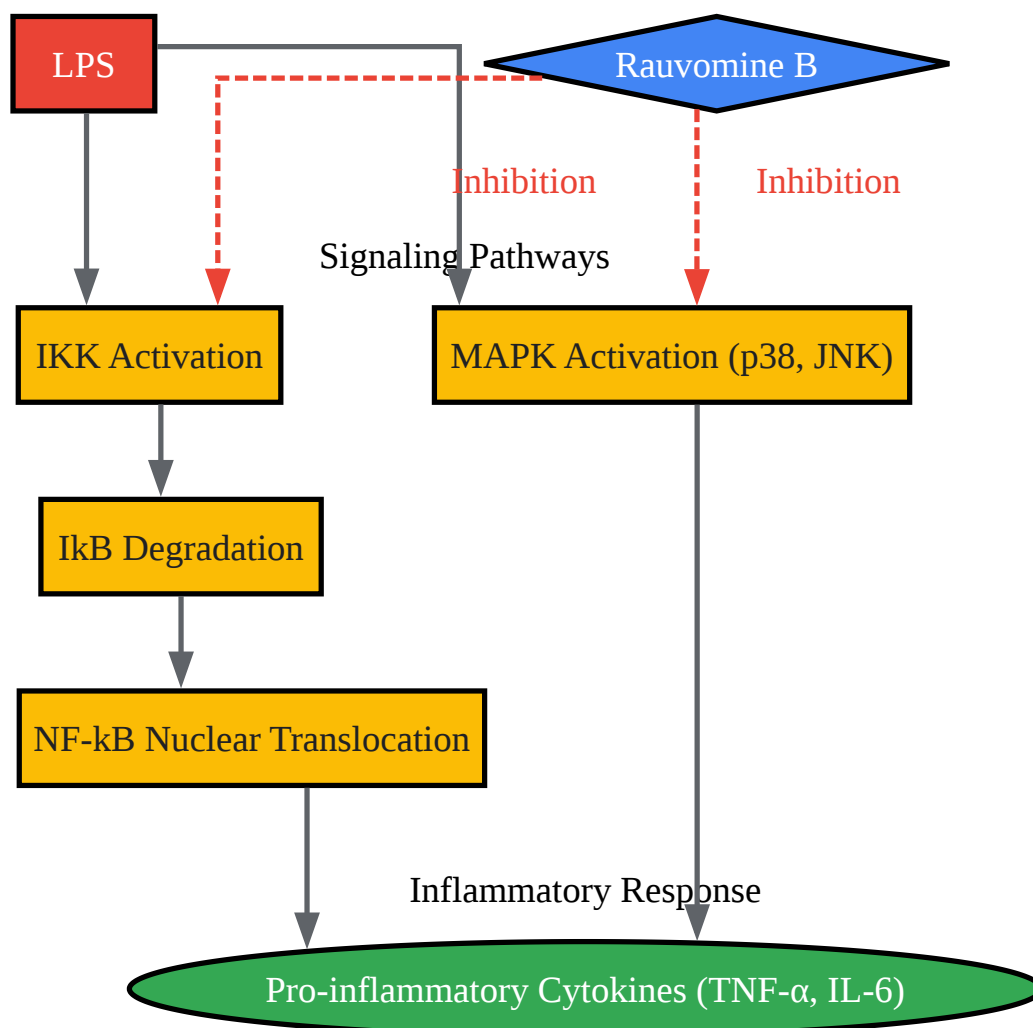 LPS
Rauvomine B
Inhibition
Inhibition
Signaling Pathways
IKK Activation
MAPK Activation (p38, JNK)
IkB Degradation
NF-kB Nuclear Translocation
Inflammatory Response
Pro-inflammatory Cytokines (TNF-α, IL-6)